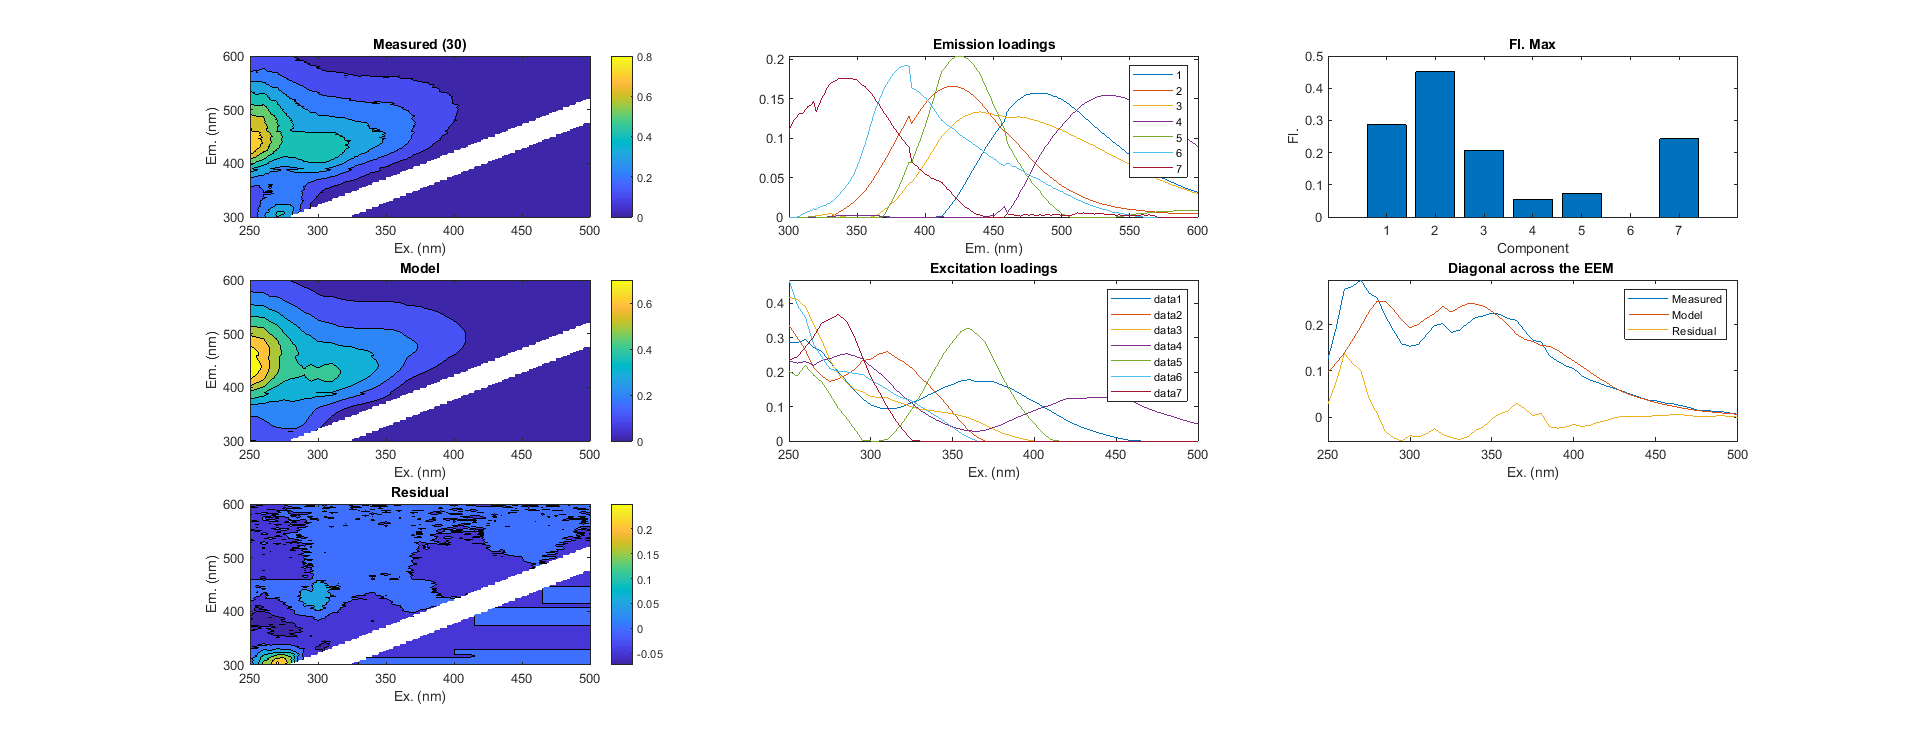 Measured (30)
600
500
400
300
Em. (nm)
250 300 350 400 450 500
Ex. (nm)
0.8
0.6
0.4
0.2
0
Emission loadings
0.2
0.15
0.1
0.05
0
300 350 400 450 500 550 600
Em. (nm)
1
2
3
4
5
6
7
Fl. Max
0.5
0.4
0.3
0.2
0.1
0
Fl.
1 2 3 4 5 6 7
Component
Model
600
500
400
300
Em. (nm)
250 300 350 400 450 500
Ex. (nm)
0.6
0.4
0.2
0
Excitation loadings
0.4
0.3
0.2
0.1
0
250 300 350 400 450 500
Ex. (nm)
data1
data2
data3
data4
data5
data6
data7
Diagonal across the EEM
0.2
0.1
0
250 300 350 400 450 500
Ex. (nm)
Measured
Model
Residual
Residual
600
500
400
300
Em. (nm)
250 300 350 400 450 500
Ex. (nm)
0.2
0.15
0.1
0.05
0
-0.05